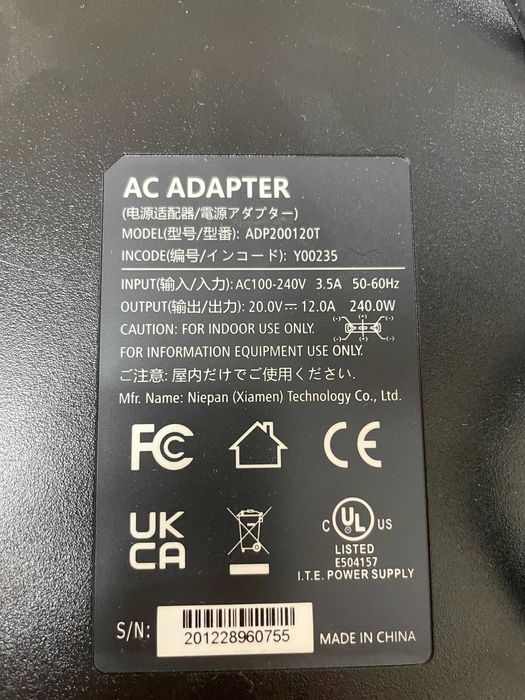 AC ADAPTER
(电源适配器/電源アダプター)
MODEL(型号/型番): ADP200120T
INCODE(编号/インコード): Y00235
INPUT(输入/入力): AC100-240V 3.5A 50-60Hz
OUTPUT(输出/出力): 20.0V⎓12.0A 240.0W
CAUTION: FOR INDOOR USE ONLY. (-) (-) (-) (-) (+) (-)
FOR INFORMATION EQUIPMENT USE ONLY.
ご注意: 屋内だけでご使用ください.
Mfr. Name: Niepan (Xiamen) Technology Co., Ltd.
FC CE
UK
CA
C UL US
LISTED
E504157
I.T.E. POWER SUPPLY
S/N: 201228960755 MADE IN CHINA